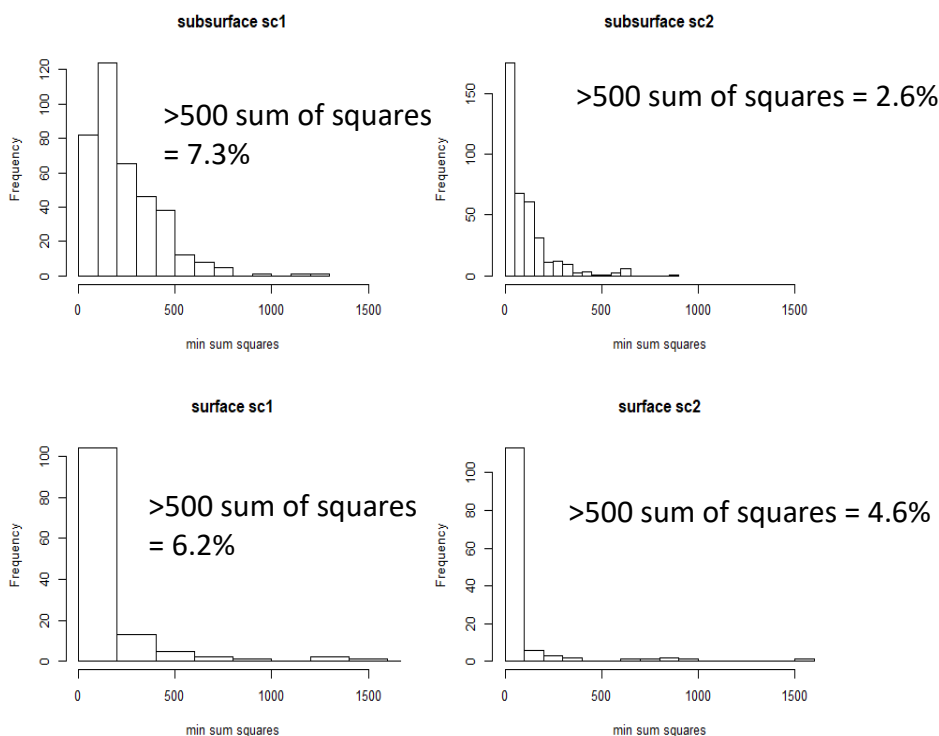 subsurface sc1
Frequency
0
20
40
60
80
100
120
>500 sum of squares
= 7.3%
0 500 1000 1500
min sum squares
subsurface sc2
Frequency
0
50
100
150
>500 sum of squares = 2.6%
0 500 1000 1500
min sum squares
surface sc1
Frequency
0
20
40
60
80
100
>500 sum of squares
= 6.2%
0 500 1000 1500
min sum squares
surface sc2
Frequency
0
20
40
60
80
100
>500 sum of squares = 4.6%
0 500 1000 1500
min sum squares